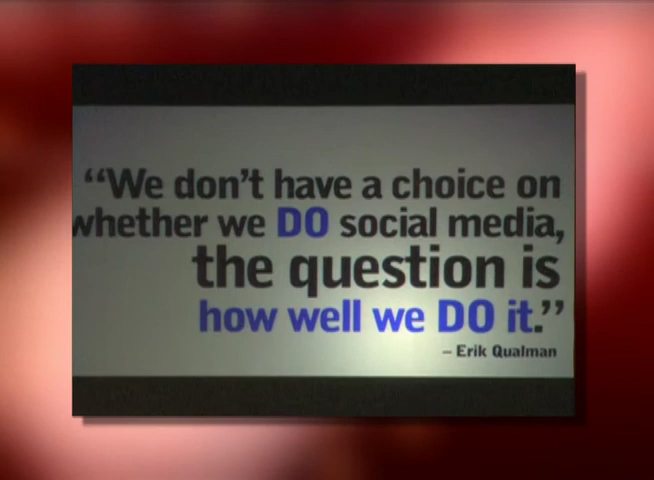 “We don’t have a choice on
whether we DO social media,
the question is
how well we DO it.”
– Erik Qualman